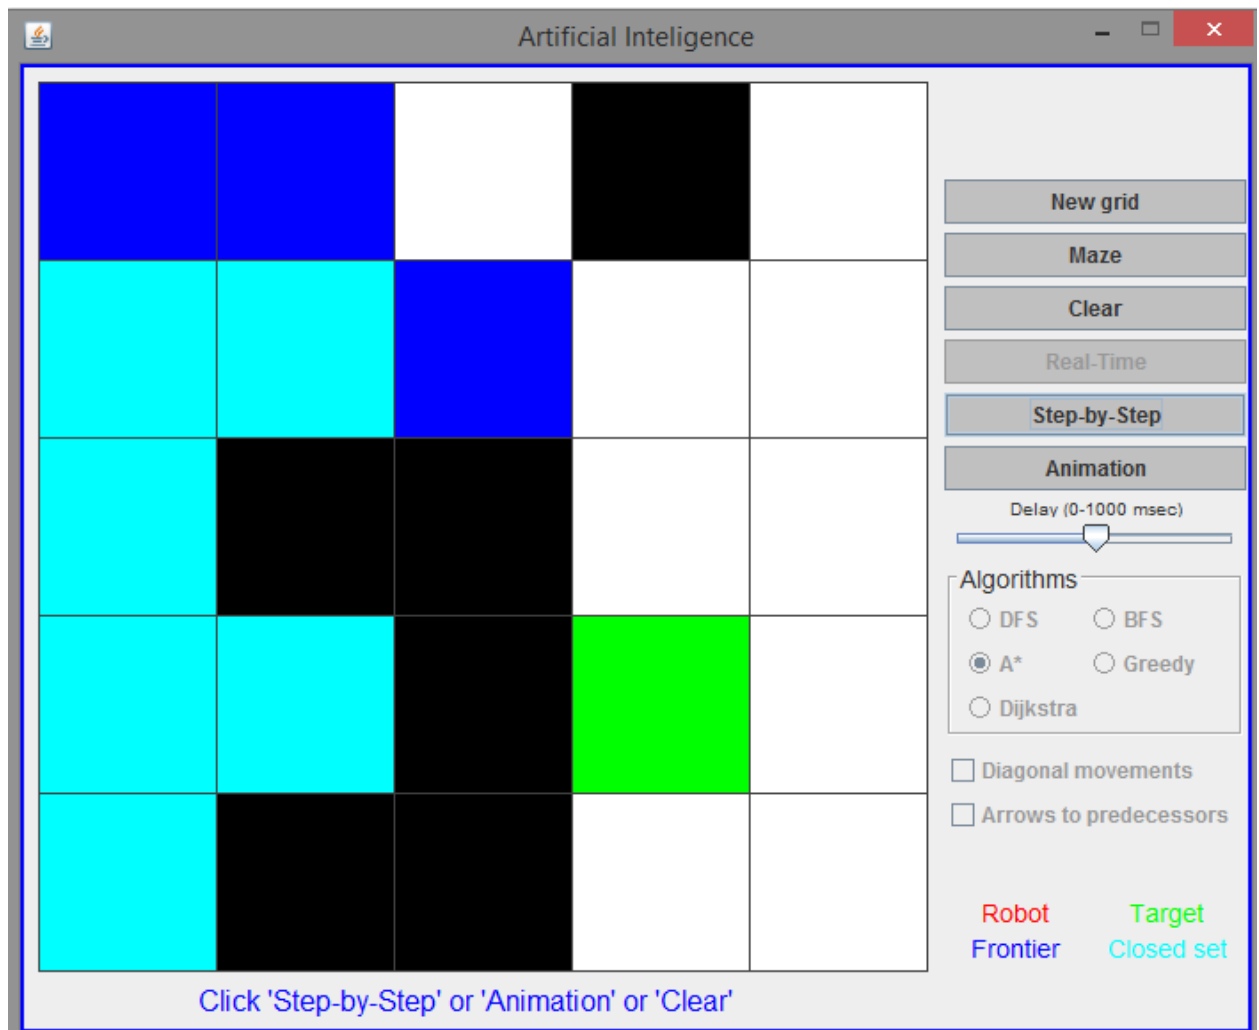 Artificial Inteligence
New grid
Maze
Clear
Real-Time
Step-by-Step
Animation
Delay (0-1000 msec)
Algorithms
DFS BFS
A* Greedy
Dijkstra
Diagonal movements
Arrows to predecessors
Robot Target
Frontier Closed set
Click 'Step-by-Step' or 'Animation' or 'Clear'